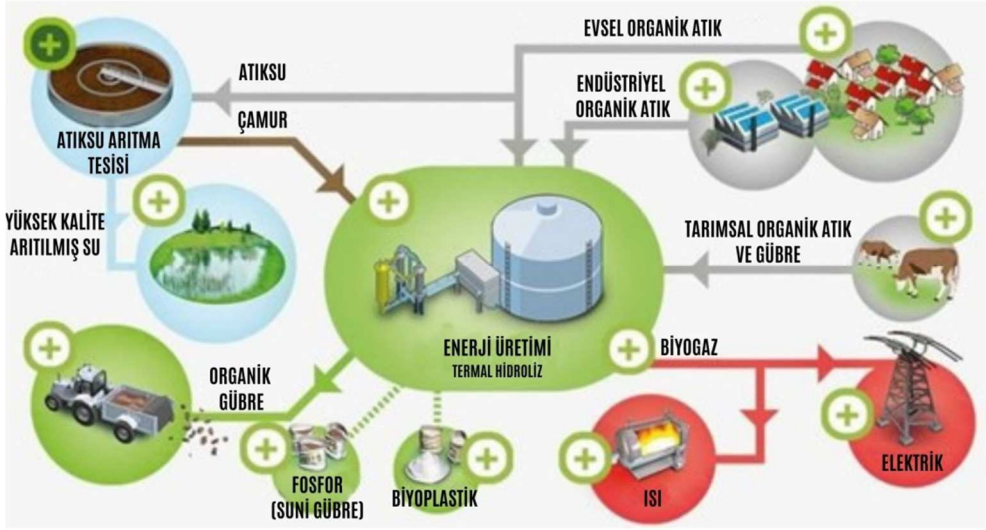 EVSEL ORGANİK ATIK
ENDÜSTRİYEL
ORGANİK ATIK
ATIKSU
ÇAMUR
ATIKSU ARITMA
TESİSİ
YÜKSEK KALİTE
ARITILMIŞ SU
TARIMSAL ORGANİK ATIK
VE GÜBRE
ENERJİ ÜRETİMİ
TERMAL HİDROLİZ
BİYOGAZ
ORGANİK
GÜBRE
FOSFOR
(SUNİ GÜBRE)
BİYOPLASTİK
ISI
ELEKTRİK